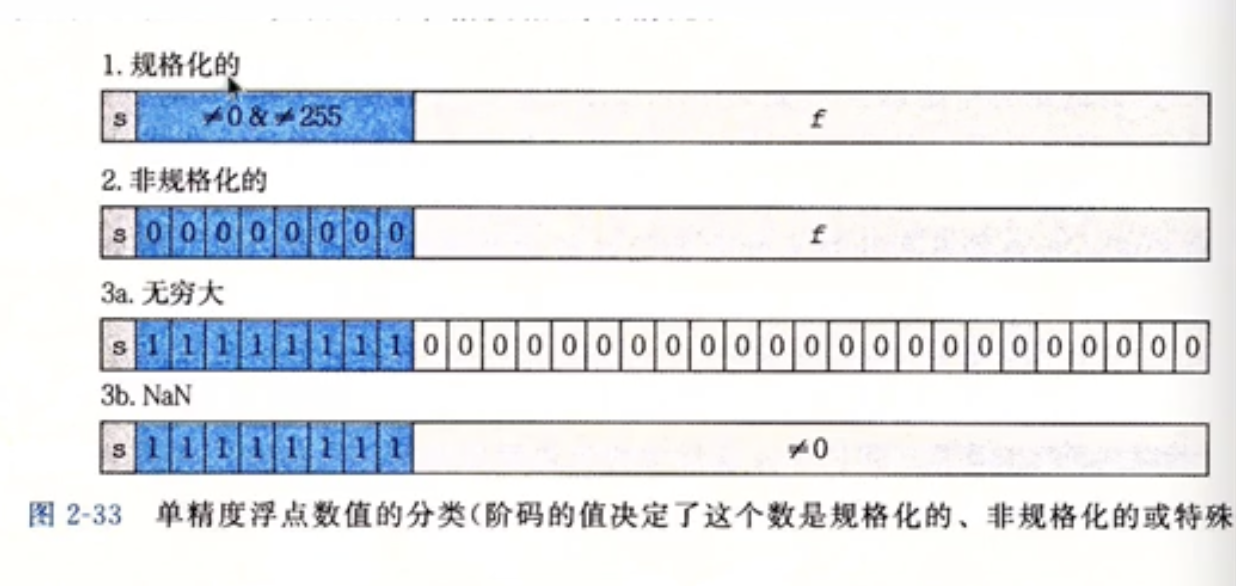 1. 规格化的
s ≠0 & ≠255 f
2. 非规格化的
s 0 0 0 0 0 0 0 0 f
3a. 无穷大
s 1 1 1 1 1 1 1 1 0 0 0 0 0 0 0 0 0 0 0 0 0 0 0 0 0 0 0 0 0 0 0
3b. NaN
s 1 1 1 1 1 1 1 1 ≠0
图 2-33 单精度浮点数值的分类(阶码的值决定了这个数是规格化的、非规格化的或特殊